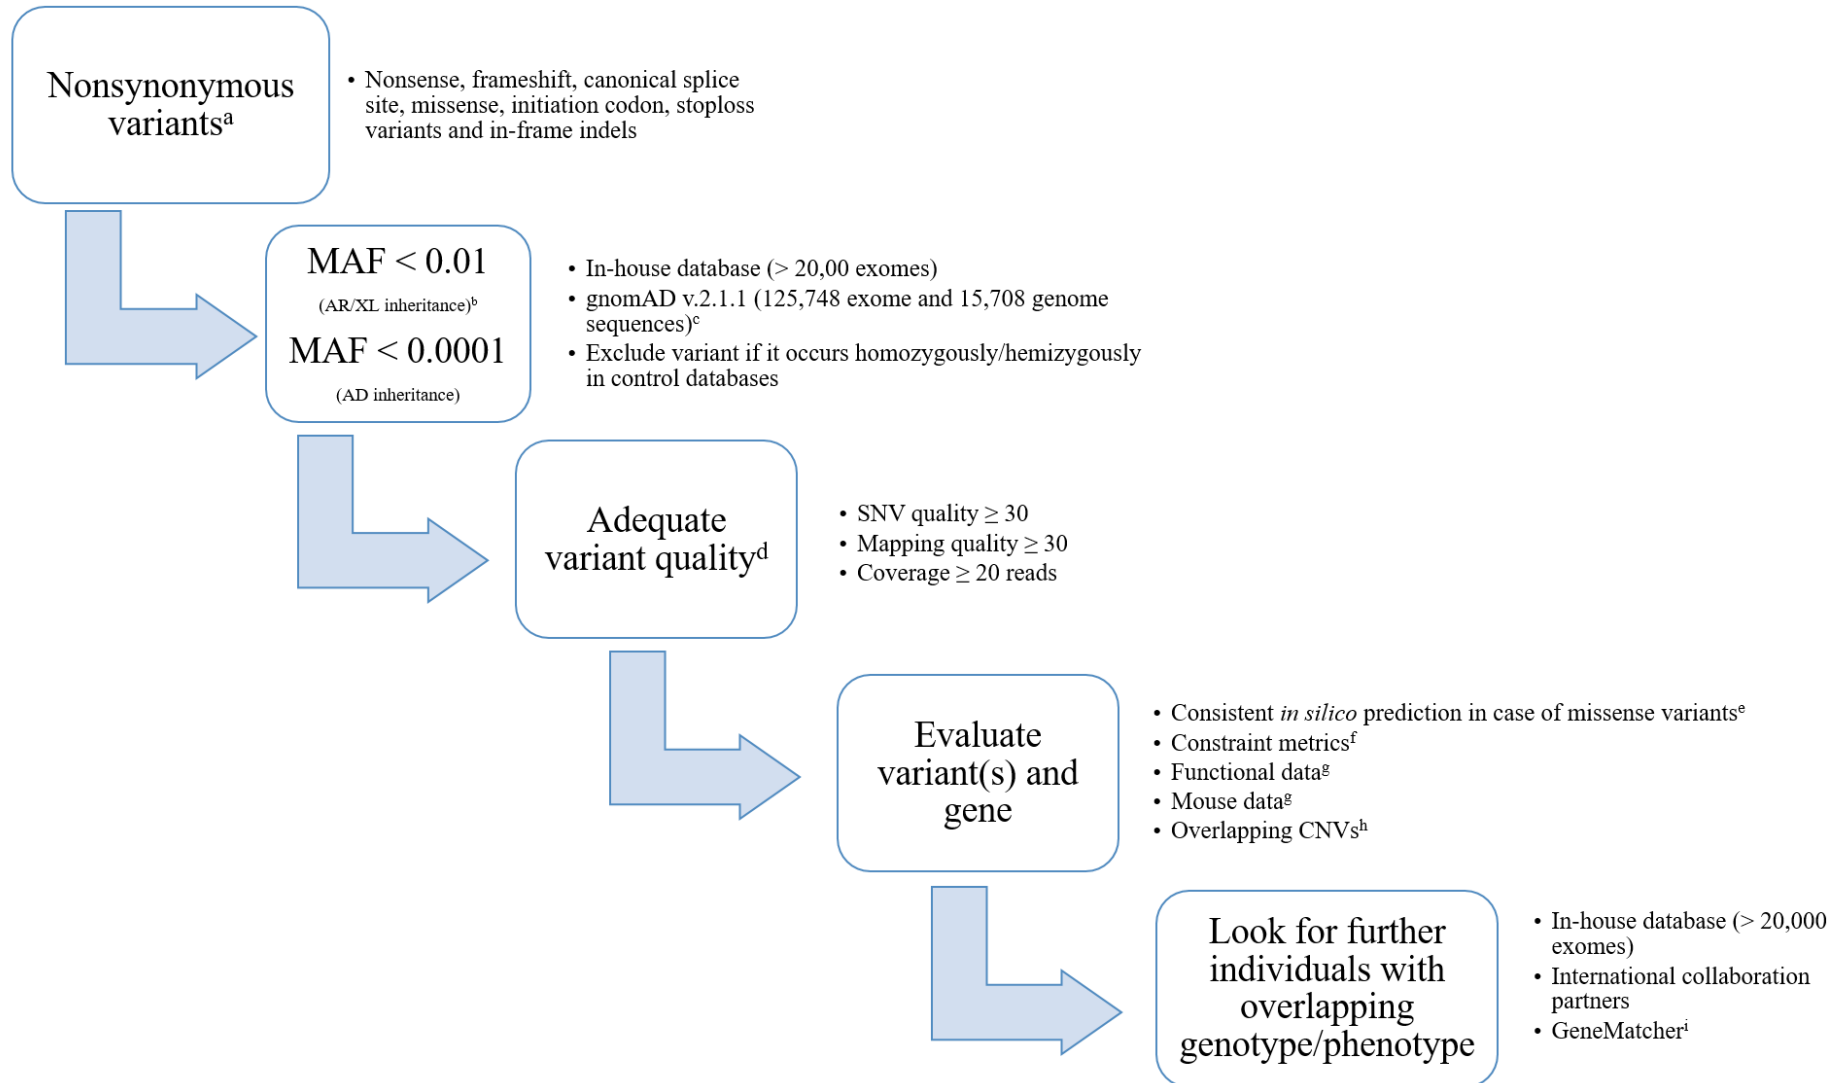 Nonsynonymous
variantsᵃ
• Nonsense, frameshift, canonical splice
site, missense, initiation codon, stoploss
variants and in-frame indels
MAF < 0.01
(AR/XL inheritance)ᵇ
MAF < 0.0001
(AD inheritance)
• In-house database (> 20,00 exomes)
• gnomAD v.2.1.1 (125,748 exome and 15,708 genome
sequences)ᶜ
• Exclude variant if it occurs homozygously/hemizygously
in control databases
Adequate
variant qualityᵈ
• SNV quality ≥ 30
• Mapping quality ≥ 30
• Coverage ≥ 20 reads
Evaluate
variant(s) and
gene
• Consistent in silico prediction in case of missense variantsᵉ
• Constraint metricsᶠ
• Functional dataᵍ
• Mouse dataᵍ
• Overlapping CNVsʰ
Look for further
individuals with
overlapping
genotype/phenotype
• In-house database (> 20,000
exomes)
• International collaboration
partners
• GeneMatcherⁱ